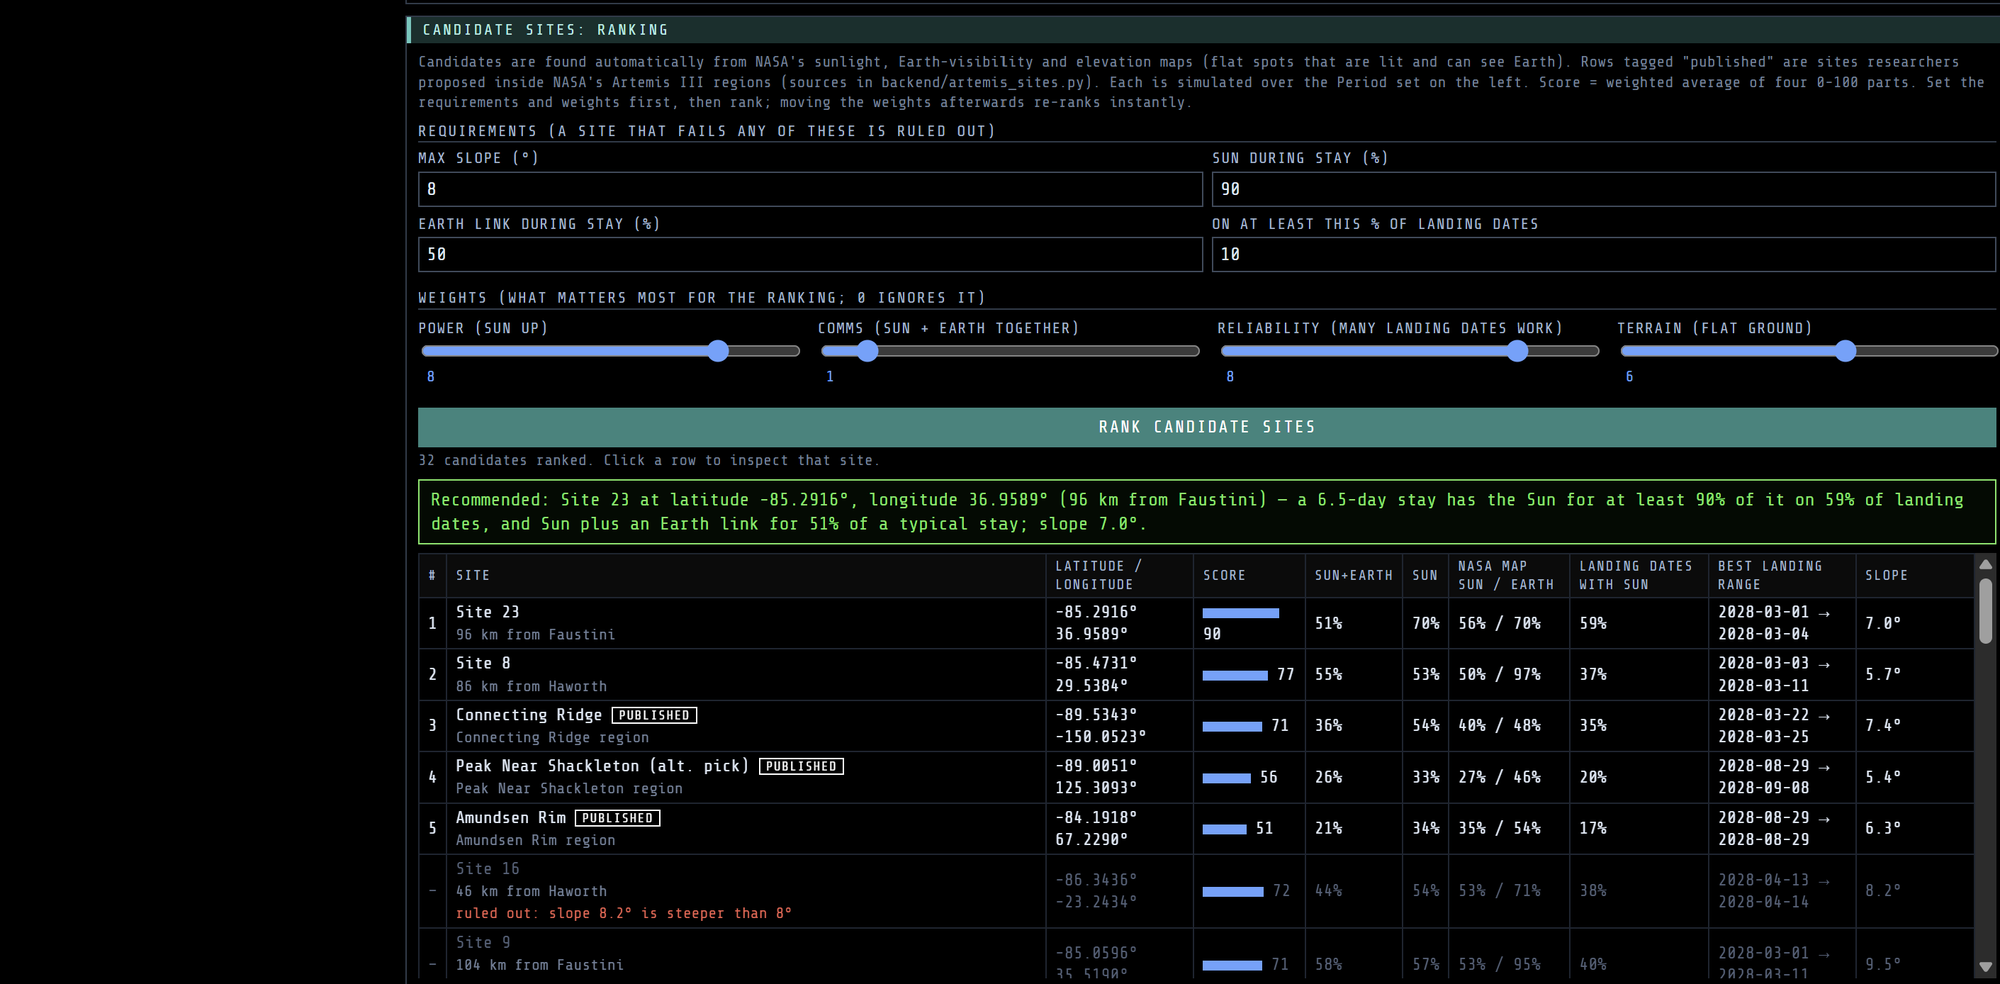 CANDIDATE SITES: RANKING
Candidates are found automatically from NASA's sunlight, Earth-visibility and elevation maps (flat spots that are lit and can see Earth). Rows tagged "published" are sites researchers
proposed inside NASA's Artemis III regions (sources in backend/artemis_sites.py). Each is simulated over the Period set on the left. Score = weighted average of four 0-100 parts. Set the
requirements and weights first, then rank; moving the weights afterwards re-ranks instantly.
REQUIREMENTS (A SITE THAT FAILS ANY OF THESE IS RULED OUT)
MAX SLOPE (°)
SUN DURING STAY (%)
8
90
EARTH LINK DURING STAY (%)
ON AT LEAST THIS % OF LANDING DATES
50
10
WEIGHTS (WHAT MATTERS MOST FOR THE RANKING; 0 IGNORES IT)
POWER (SUN UP)
COMMS (SUN + EARTH TOGETHER)
RELIABILITY (MANY LANDING DATES WORK)
TERRAIN (FLAT GROUND)
8
1
8
6
RANK CANDIDATE SITES
32 candidates ranked. Click a row to inspect that site.
Recommended: Site 23 at latitude -85.2916°, longitude 36.9589° (96 km from Faustini) — a 6.5-day stay has the Sun for at least 90% of it on 59% of landing
dates, and Sun plus an Earth link for 51% of a typical stay; slope 7.0°.
# SITE LATITUDE / LONGITUDE SCORE SUN+EARTH SUN NASA MAP SUN / EARTH LANDING DATES WITH SUN BEST LANDING RANGE SLOPE
1 Site 23 -85.2916° 90 51% 70% 56% / 70% 59% 2028-03-01 → 7.0°
96 km from Faustini 36.9589° 2028-03-04
2 Site 8 -85.4731° 77 55% 53% 50% / 97% 37% 2028-03-03 → 5.7°
86 km from Haworth 29.5384° 2028-03-11
3 Connecting Ridge PUBLISHED -89.5343° 71 36% 54% 40% / 48% 35% 2028-03-22 → 7.4°
Connecting Ridge region -150.0523° 2028-03-25
4 Peak Near Shackleton (alt. pick) PUBLISHED -89.0051° 56 26% 33% 27% / 46% 20% 2028-08-29 → 5.4°
Peak Near Shackleton region 125.3093° 2028-09-08
5 Amundsen Rim PUBLISHED -84.1918° 51 21% 34% 35% / 54% 17% 2028-08-29 → 6.3°
Amundsen Rim region 67.2290° 2028-08-29
– Site 16 -86.3436° 72 44% 54% 53% / 71% 38% 2028-04-13 → 8.2°
46 km from Haworth -23.2434° 2028-04-14
ruled out: slope 8.2° is steeper than 8°
– Site 9 -85.0596° 71 58% 57% 53% / 95% 40% 2028-03-01 → 9.5°
104 km from Faustini 35.5190° 2028-03-11